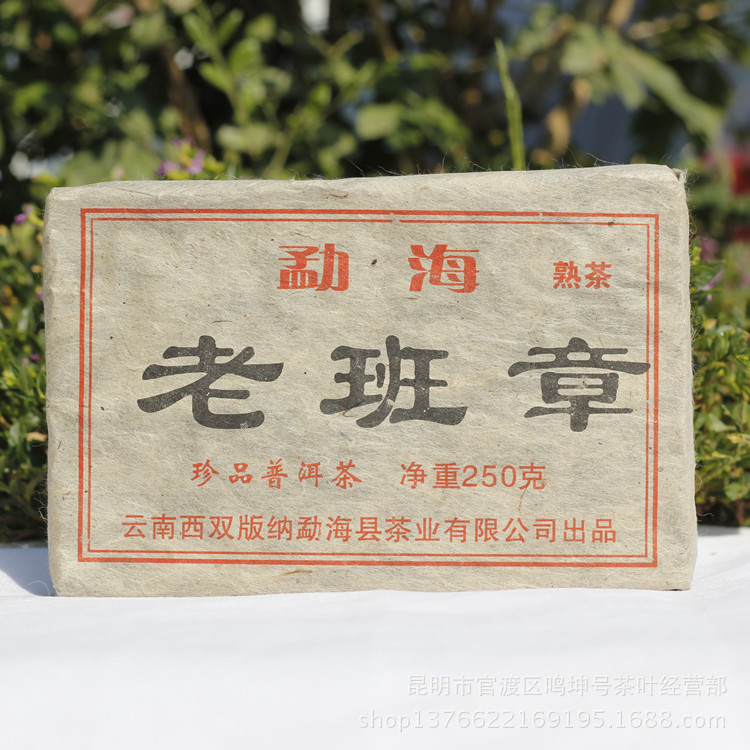 勐海 熟茶
老班章
珍品普洱茶 净重250克
云南西双版纳勐海县茶业有限公司出品
昆明市官渡区鸣坤号茶叶经营部
shop1376622169195.1688.com